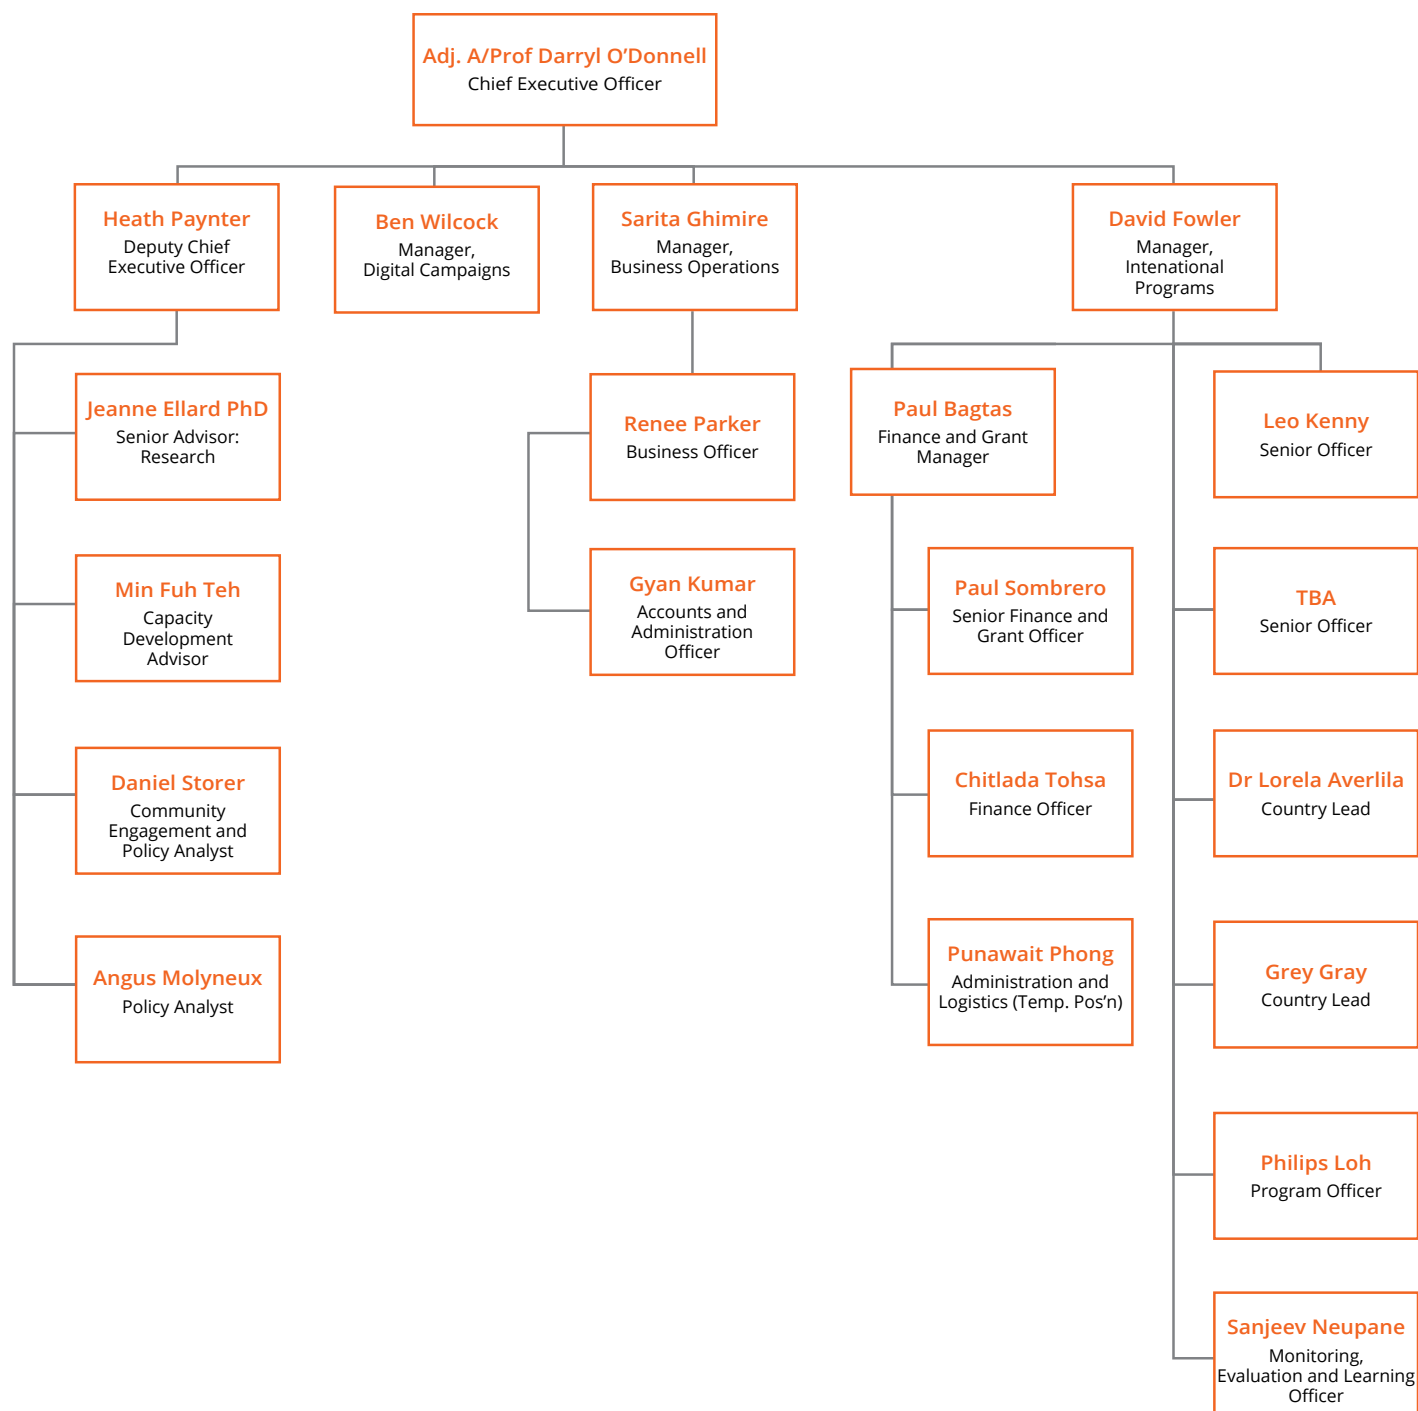 Adj. A/Prof Darryl O’Donnell
Chief Executive Officer
Heath Paynter
Deputy Chief
Executive Officer
Ben Wilcock
Manager,
Digital Campaigns
Sarita Ghimire
Manager,
Business Operations
David Fowler
Manager,
Intenational
Programs
Jeanne Ellard PhD
Senior Advisor:
Research
Min Fuh Teh
Capacity
Development
Advisor
Daniel Storer
Community
Engagement and
Policy Analyst
Angus Molyneux
Policy Analyst
Renee Parker
Business Officer
Gyan Kumar
Accounts and
Administration
Officer
Paul Bagtas
Finance and Grant
Manager
Paul Sombrero
Senior Finance and
Grant Officer
Chitlada Tohsa
Finance Officer
Punawait Phong
Administration and
Logistics (Temp. Pos’n)
Leo Kenny
Senior Officer
TBA
Senior Officer
Dr Lorela Averlila
Country Lead
Grey Gray
Country Lead
Philips Loh
Program Officer
Sanjeev Neupane
Monitoring,
Evaluation and Learning
Officer